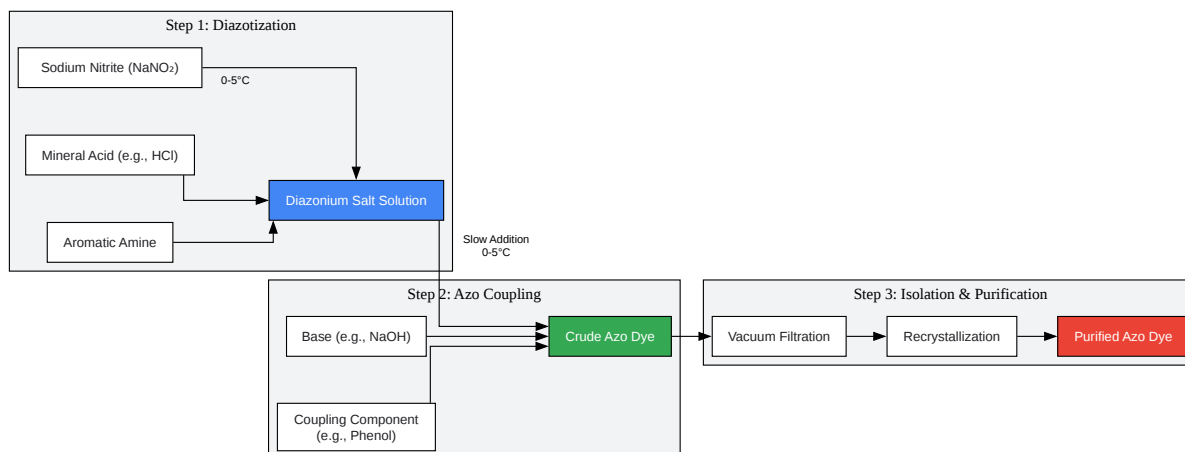 Step 1: Diazotization
Sodium Nitrite (NaNO₂)
0-5°C
Mineral Acid (e.g., HCl)
Diazonium Salt Solution
Aromatic Amine
Slow Addition
0-5°C
Step 2: Azo Coupling
Base (e.g., NaOH)
Crude Azo Dye
Coupling Component
(e.g., Phenol)
Step 3: Isolation & Purification
Vacuum Filtration
Recrystallization
Purified Azo Dye